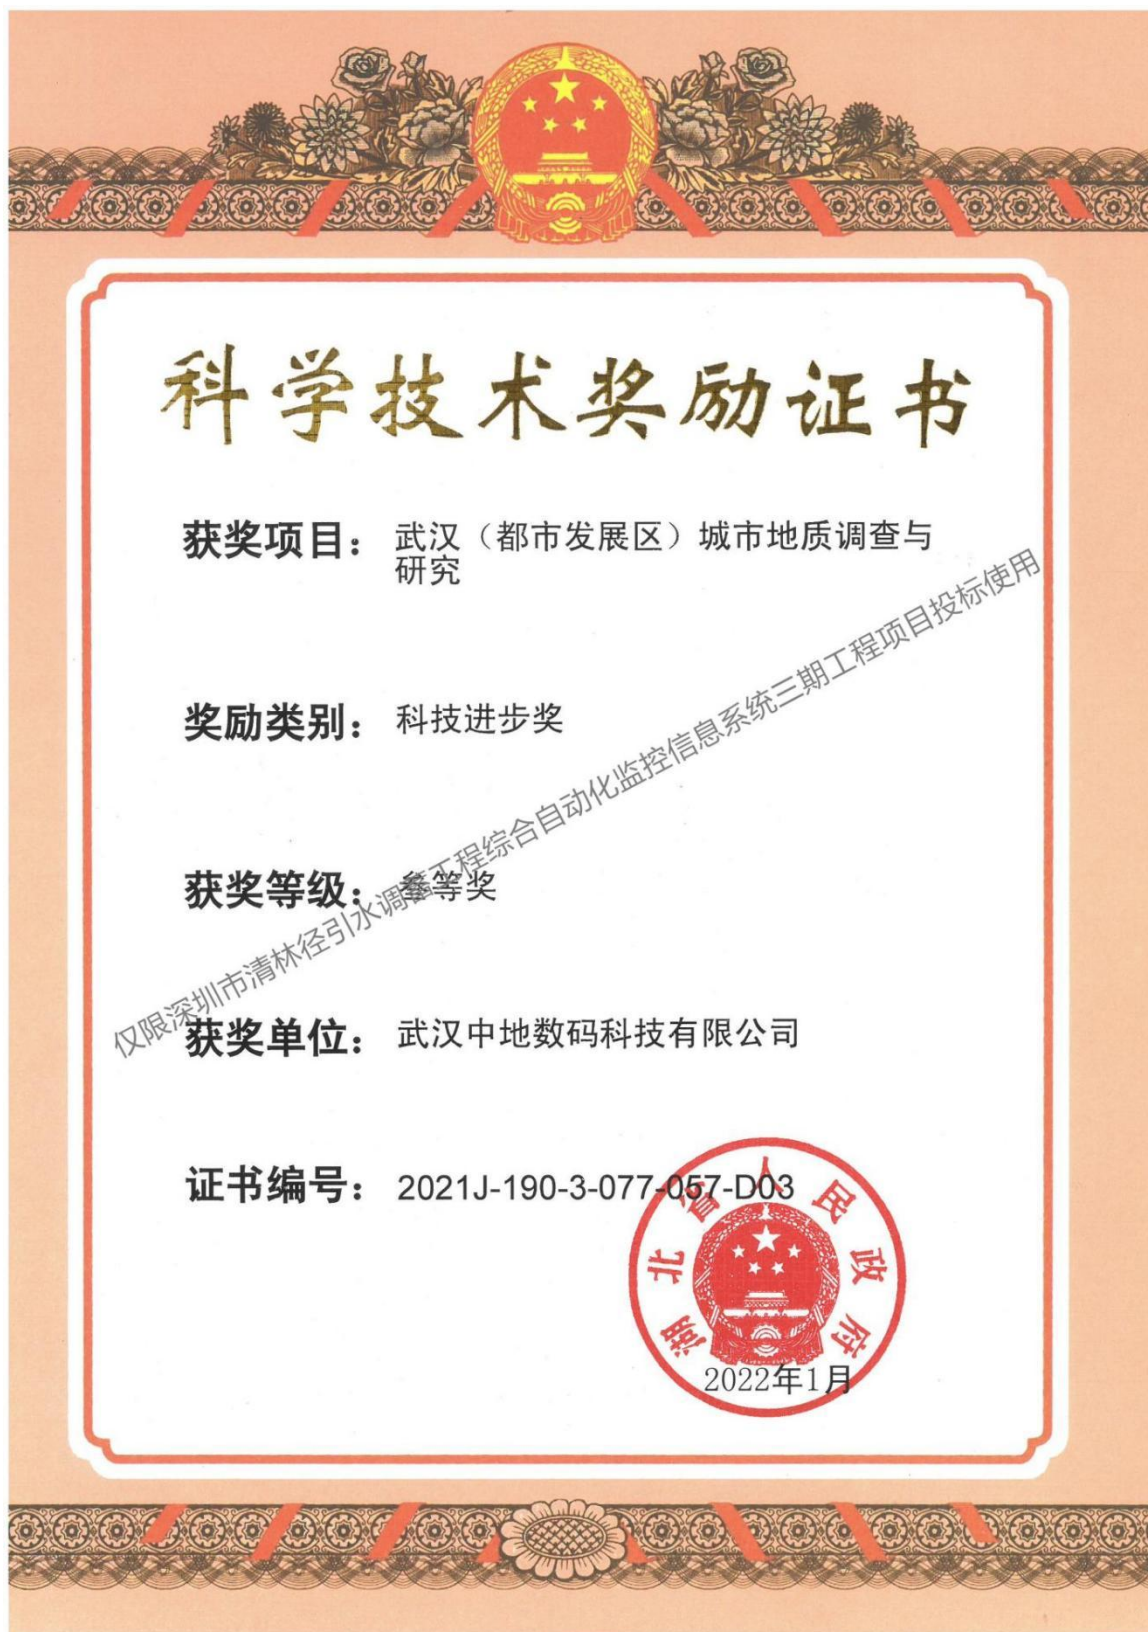 科学技术奖励证书
获奖项目： 武汉（都市发展区）城市地质调查与
研究
奖励类别： 科技进步奖
获奖等级： 叁等奖
获奖单位： 武汉中地数码科技有限公司
证书编号： 2021J-190-3-077-057-D03
湖北省人民政府
2022年1月
仅限深圳市清林径引水调蓄工程综合自动化监控信息系统三期工程项目投标使用